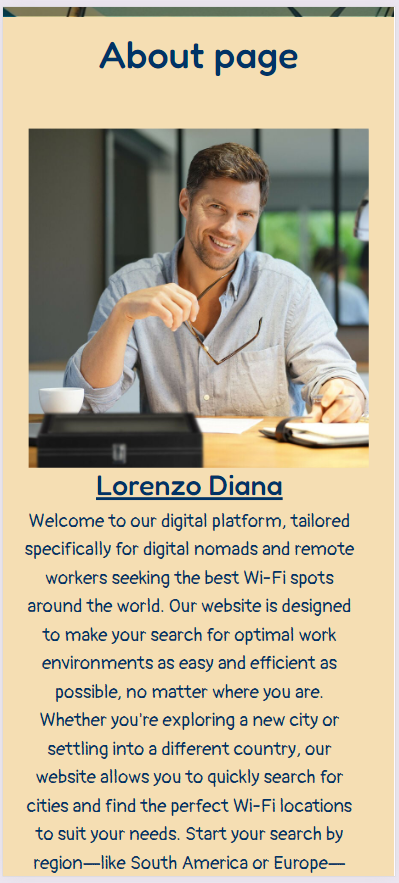 About page
Lorenzo Diana
Welcome to our digital platform, tailored
specifically for digital nomads and remote
workers seeking the best Wi-Fi spots
around the world. Our website is designed
to make your search for optimal work
environments as easy and efficient as
possible, no matter where you are.
Whether you're exploring a new city or
settling into a different country, our
website allows you to quickly search for
cities and find the perfect Wi-Fi locations
to suit your needs. Start your search by
region—like South America or Europe—